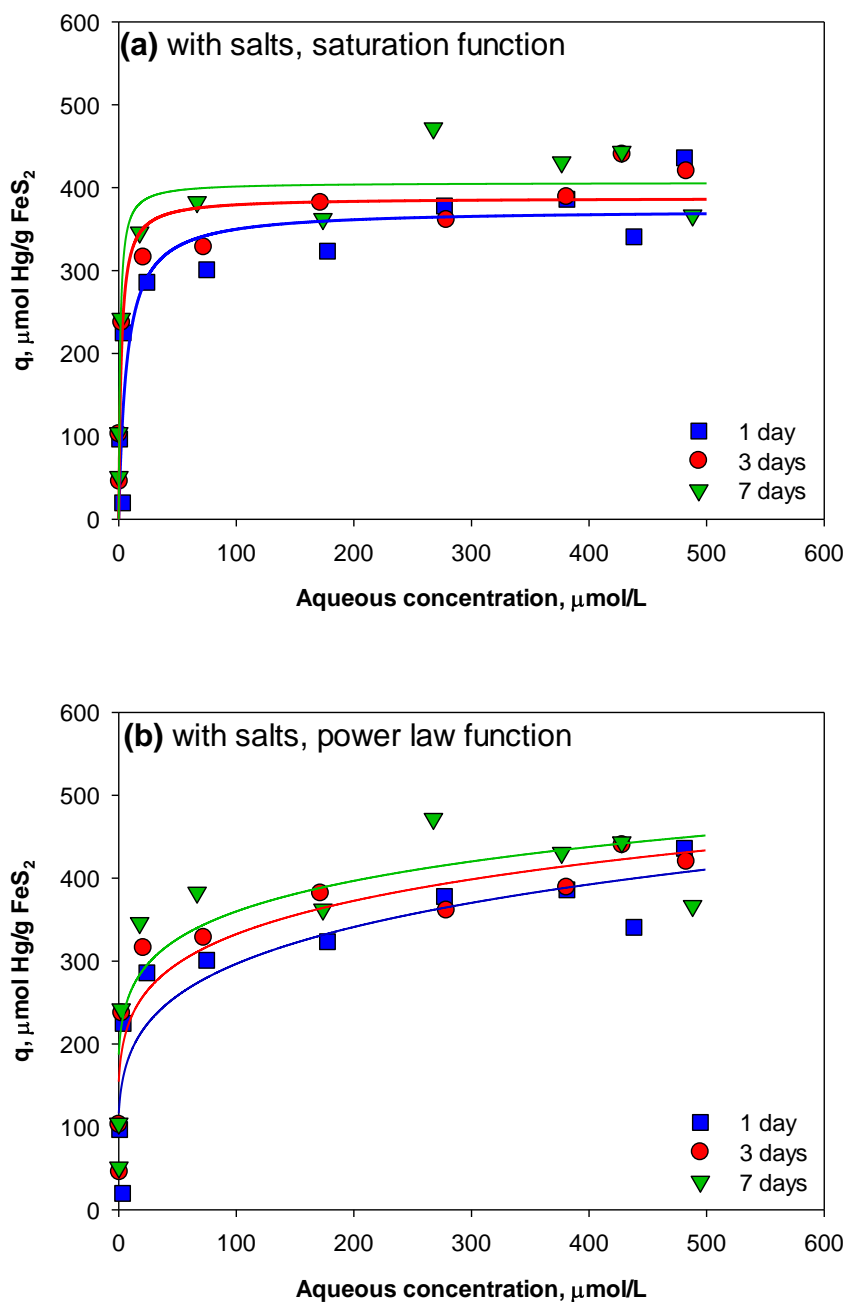 (a) with salts, saturation function
600
500
400
300
200
100
0
q, μmol Hg/g FeS₂
1 day
3 days
7 days
0 100 200 300 400 500 600
Aqueous concentration, μmol/L
(b) with salts, power law function
600
500
400
300
200
100
0
q, μmol Hg/g FeS₂
1 day
3 days
7 days
0 100 200 300 400 500 600
Aqueous concentration, μmol/L